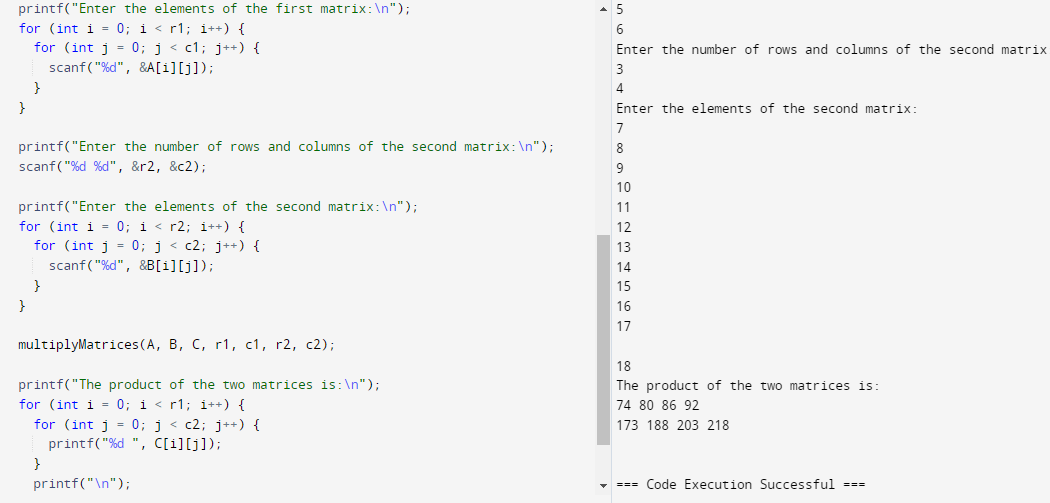 printf("Enter the elements of the first matrix:\n");
for (int i = 0; i < r1; i++) {
for (int j = 0; j < c1; j++) {
scanf("%d", &A[i][j]);
}
}
printf("Enter the number of rows and columns of the second matrix:\n");
scanf("%d %d", &r2, &c2);
printf("Enter the elements of the second matrix:\n");
for (int i = 0; i < r2; i++) {
for (int j = 0; j < c2; j++) {
scanf("%d", &B[i][j]);
}
}
multiplyMatrices(A, B, C, r1, c1, r2, c2);
printf("The product of the two matrices is:\n");
for (int i = 0; i < r1; i++) {
for (int j = 0; j < c2; j++) {
printf("%d ", C[i][j]);
}
printf("\n");
5
6
Enter the number of rows and columns of the second matrix
3
4
Enter the elements of the second matrix:
7
8
9
10
11
12
13
14
15
16
17
18
The product of the two matrices is:
74 80 86 92
173 188 203 218
=== Code Execution Successful ===